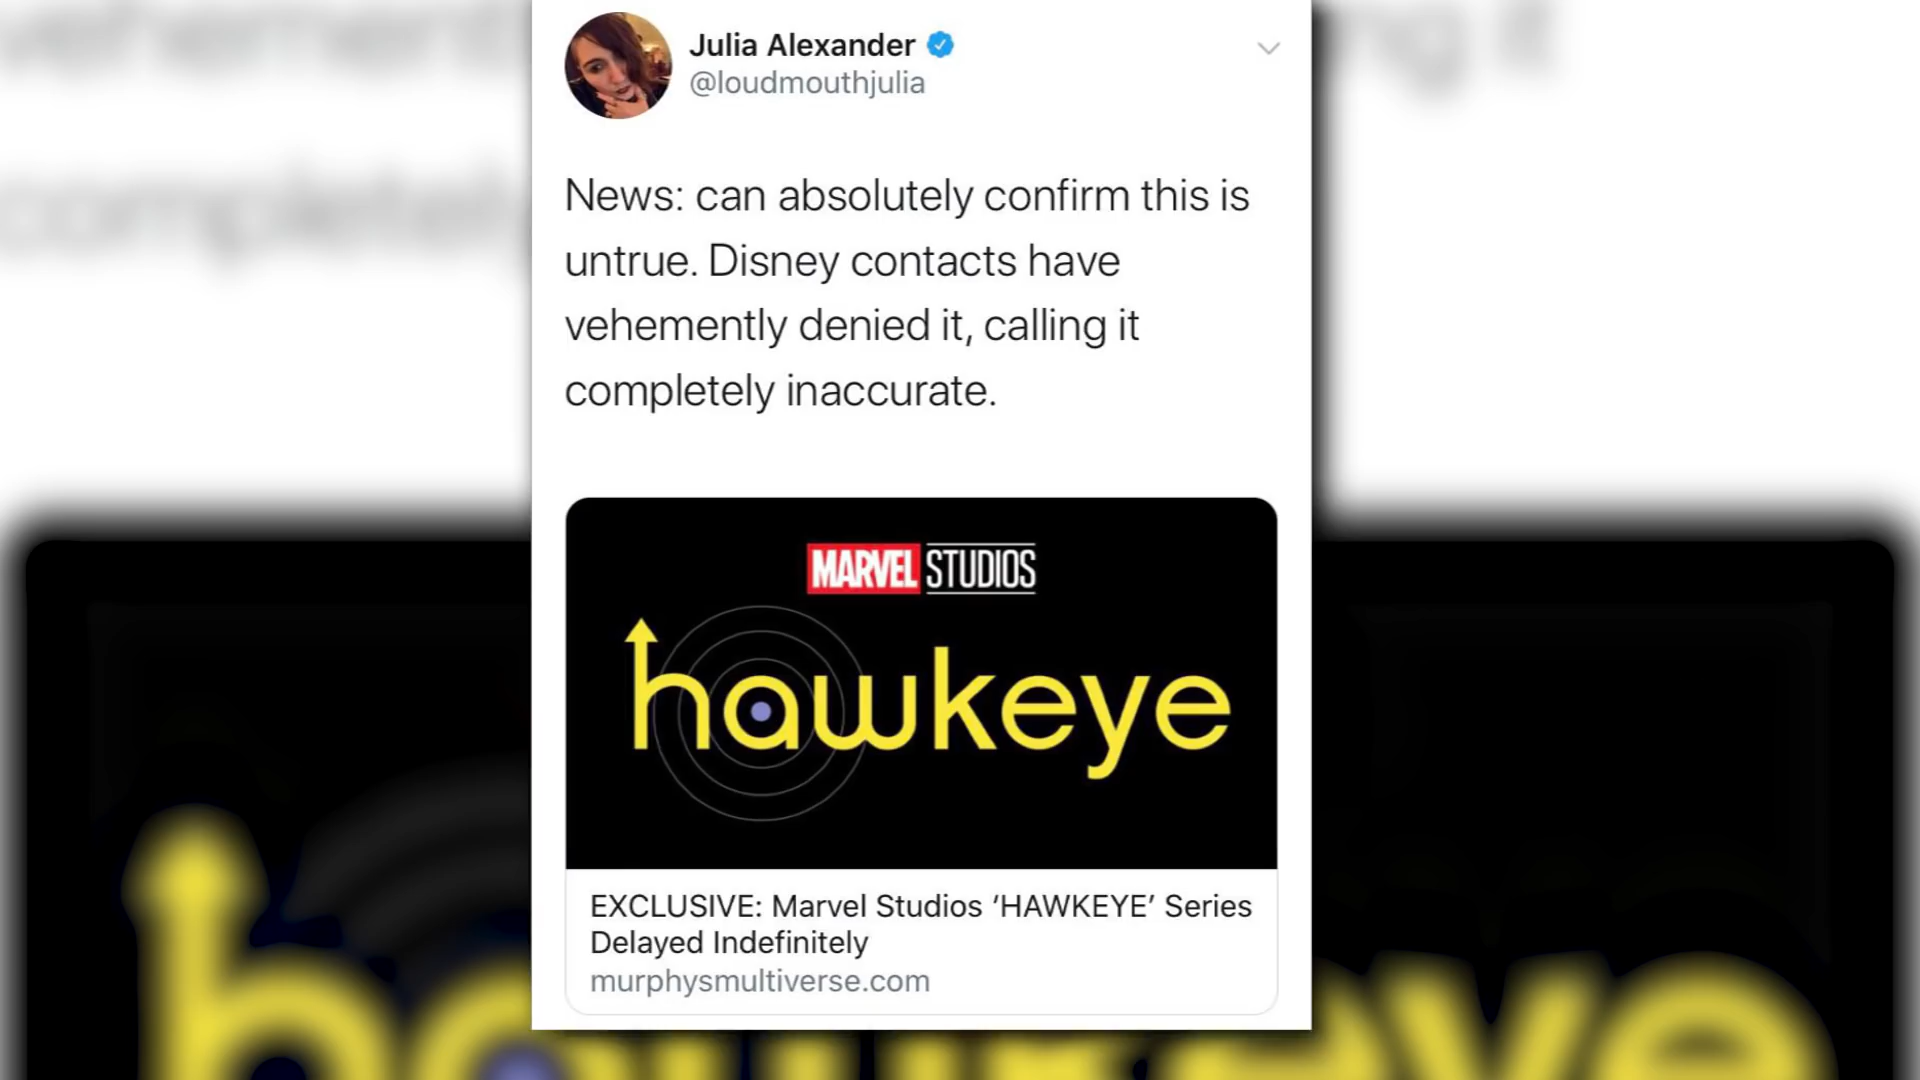 Julia Alexander
@loudmouthjulia
News: can absolutely confirm this is
untrue. Disney contacts have
vehemently denied it, calling it
completely inaccurate.
MARVEL STUDIOS
hawkeye
EXCLUSIVE: Marvel Studios ‘HAWKEYE’ Series
Delayed Indefinitely
murphysmultiverse.com